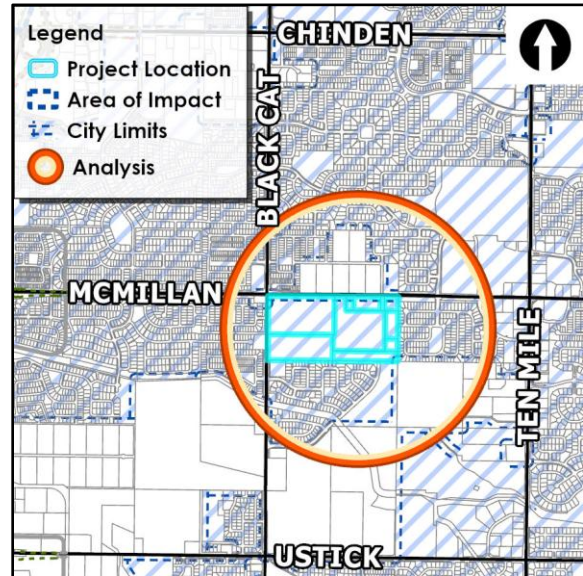 Legend
Project Location
Area of Impact
City Limits
Analysis
CHINDEN
BLACK CAT
MCMILLAN
TEN MILE
USTICK